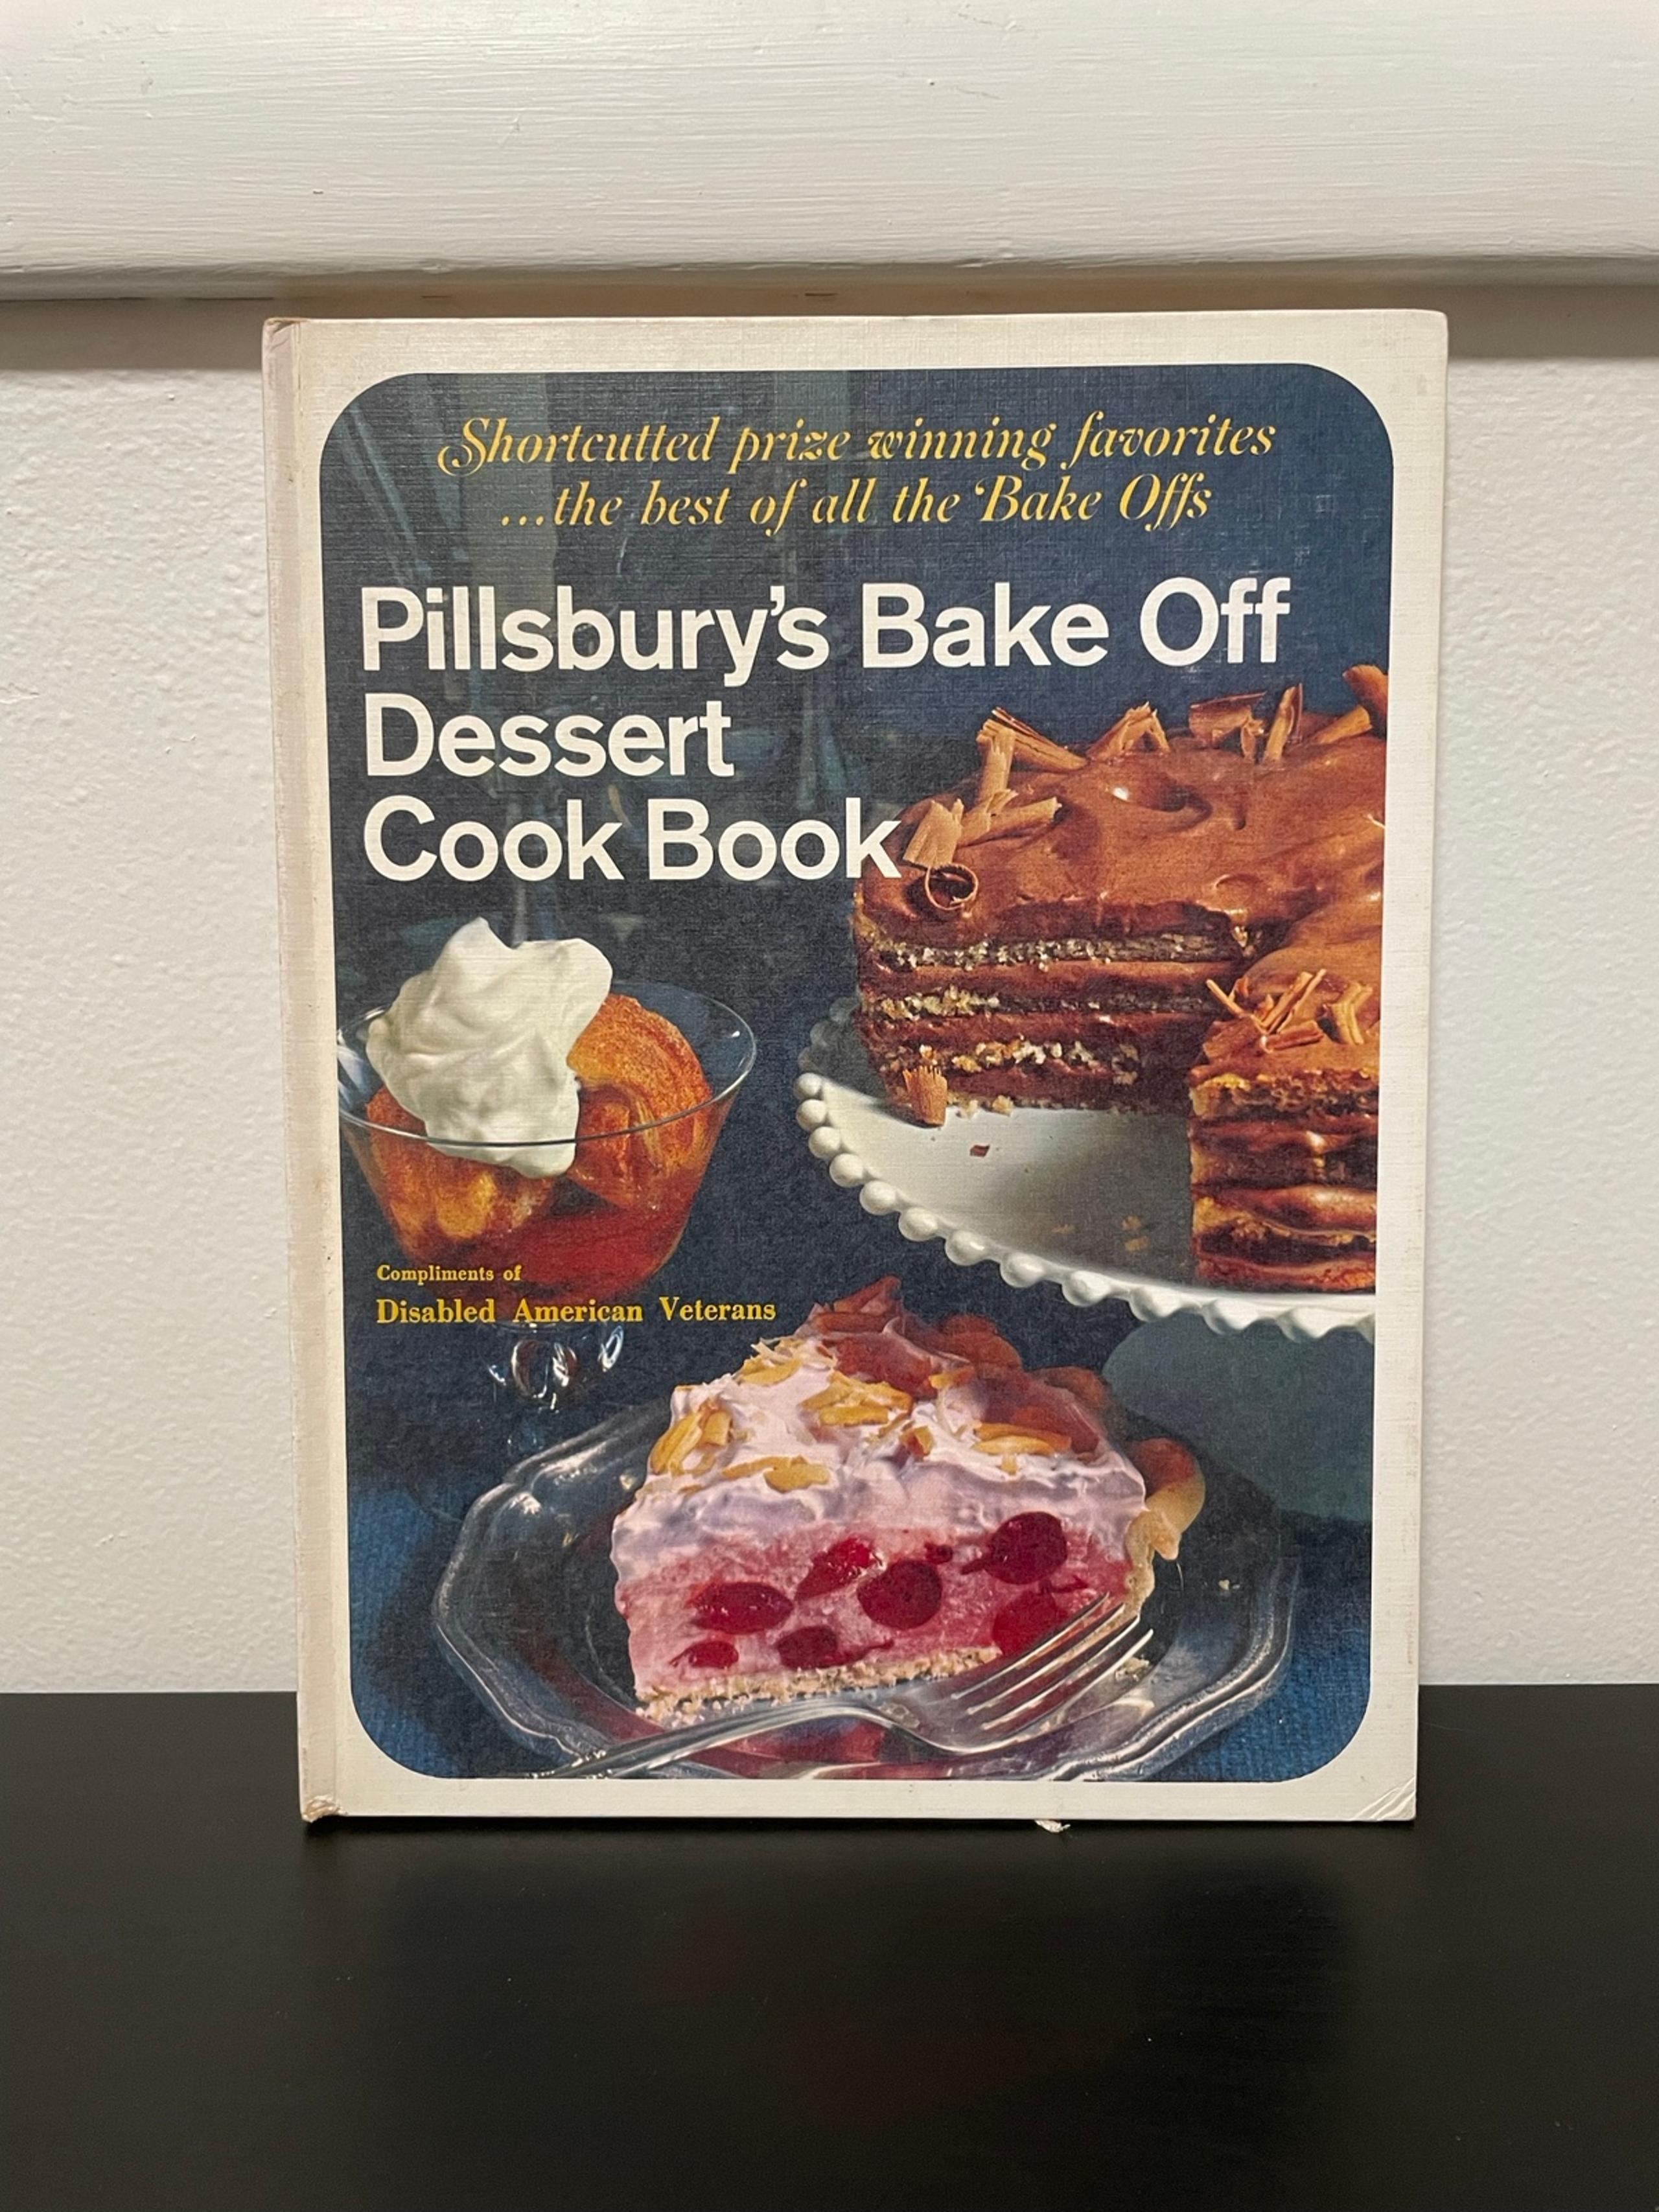 Shortcutted prize winning favorites
...the best of all the Bake Offs
Pillsbury's Bake Off
Dessert
Cook Book
Compliments of
Disabled American Veterans